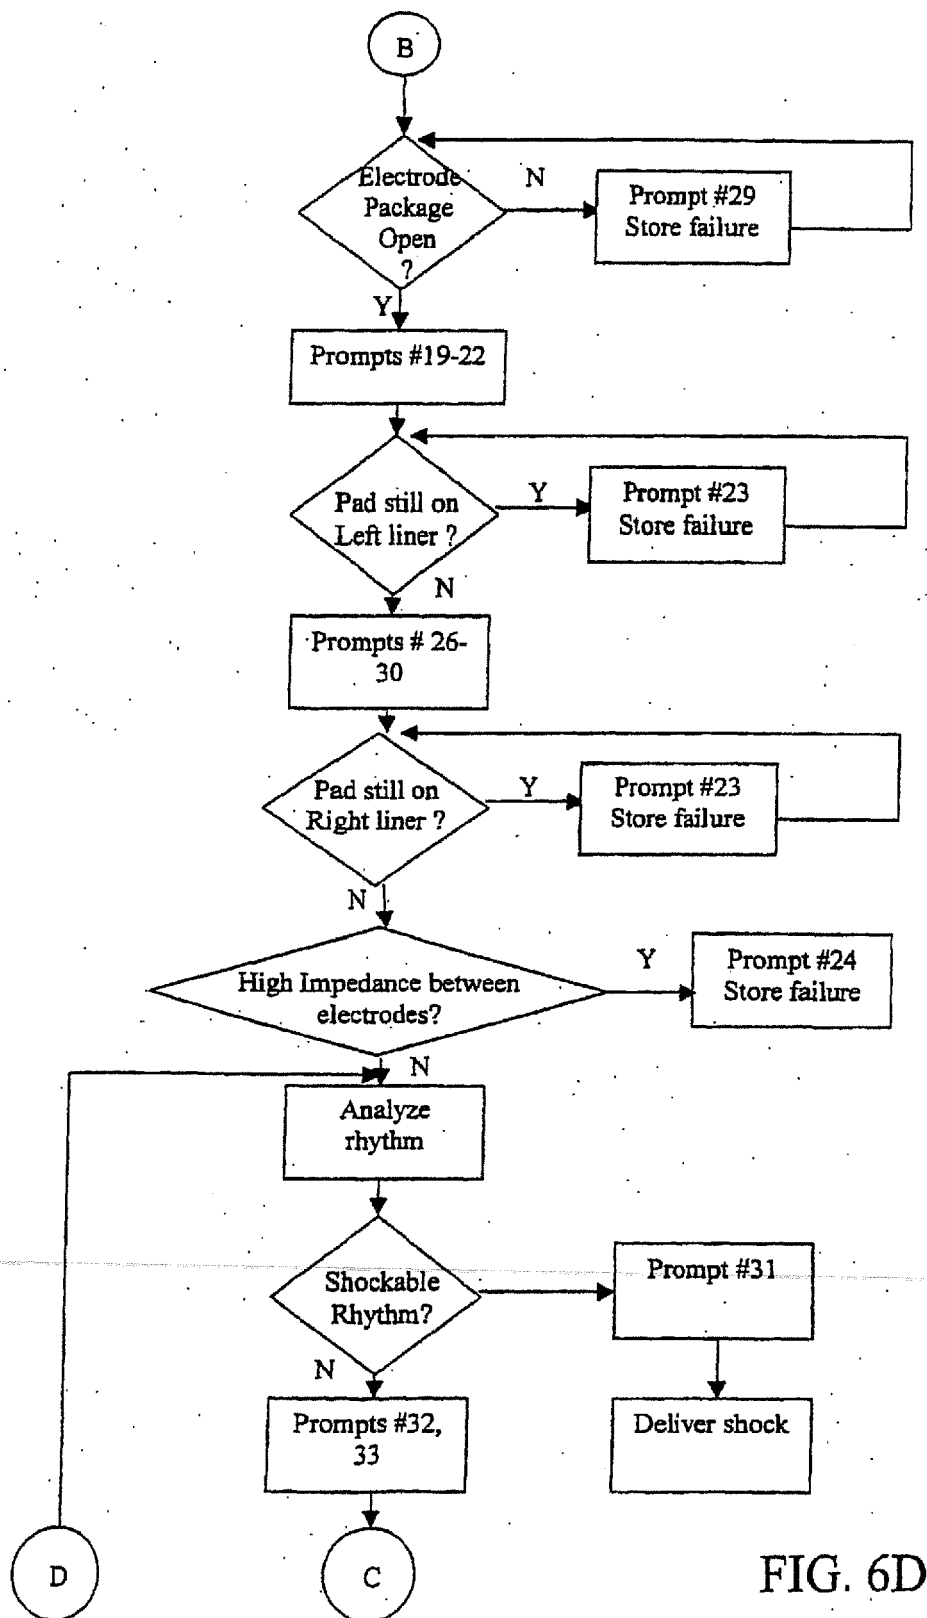 B
Electrode
Package
Open
?
N
Prompt #29
Store failure
Y
Prompts #19-22
Pad still on
Left liner ?
Y
Prompt #23
Store failure
N
Prompts # 26-
30
Pad still on
Right liner ?
Y
Prompt #23
Store failure
N
High Impedance between
electrodes?
Y
Prompt #24
Store failure
N
Analyze
rhythm
Shockable
Rhythm?
Prompt #31
N
Prompts #32,
33
Deliver shock
D
C
FIG. 6D